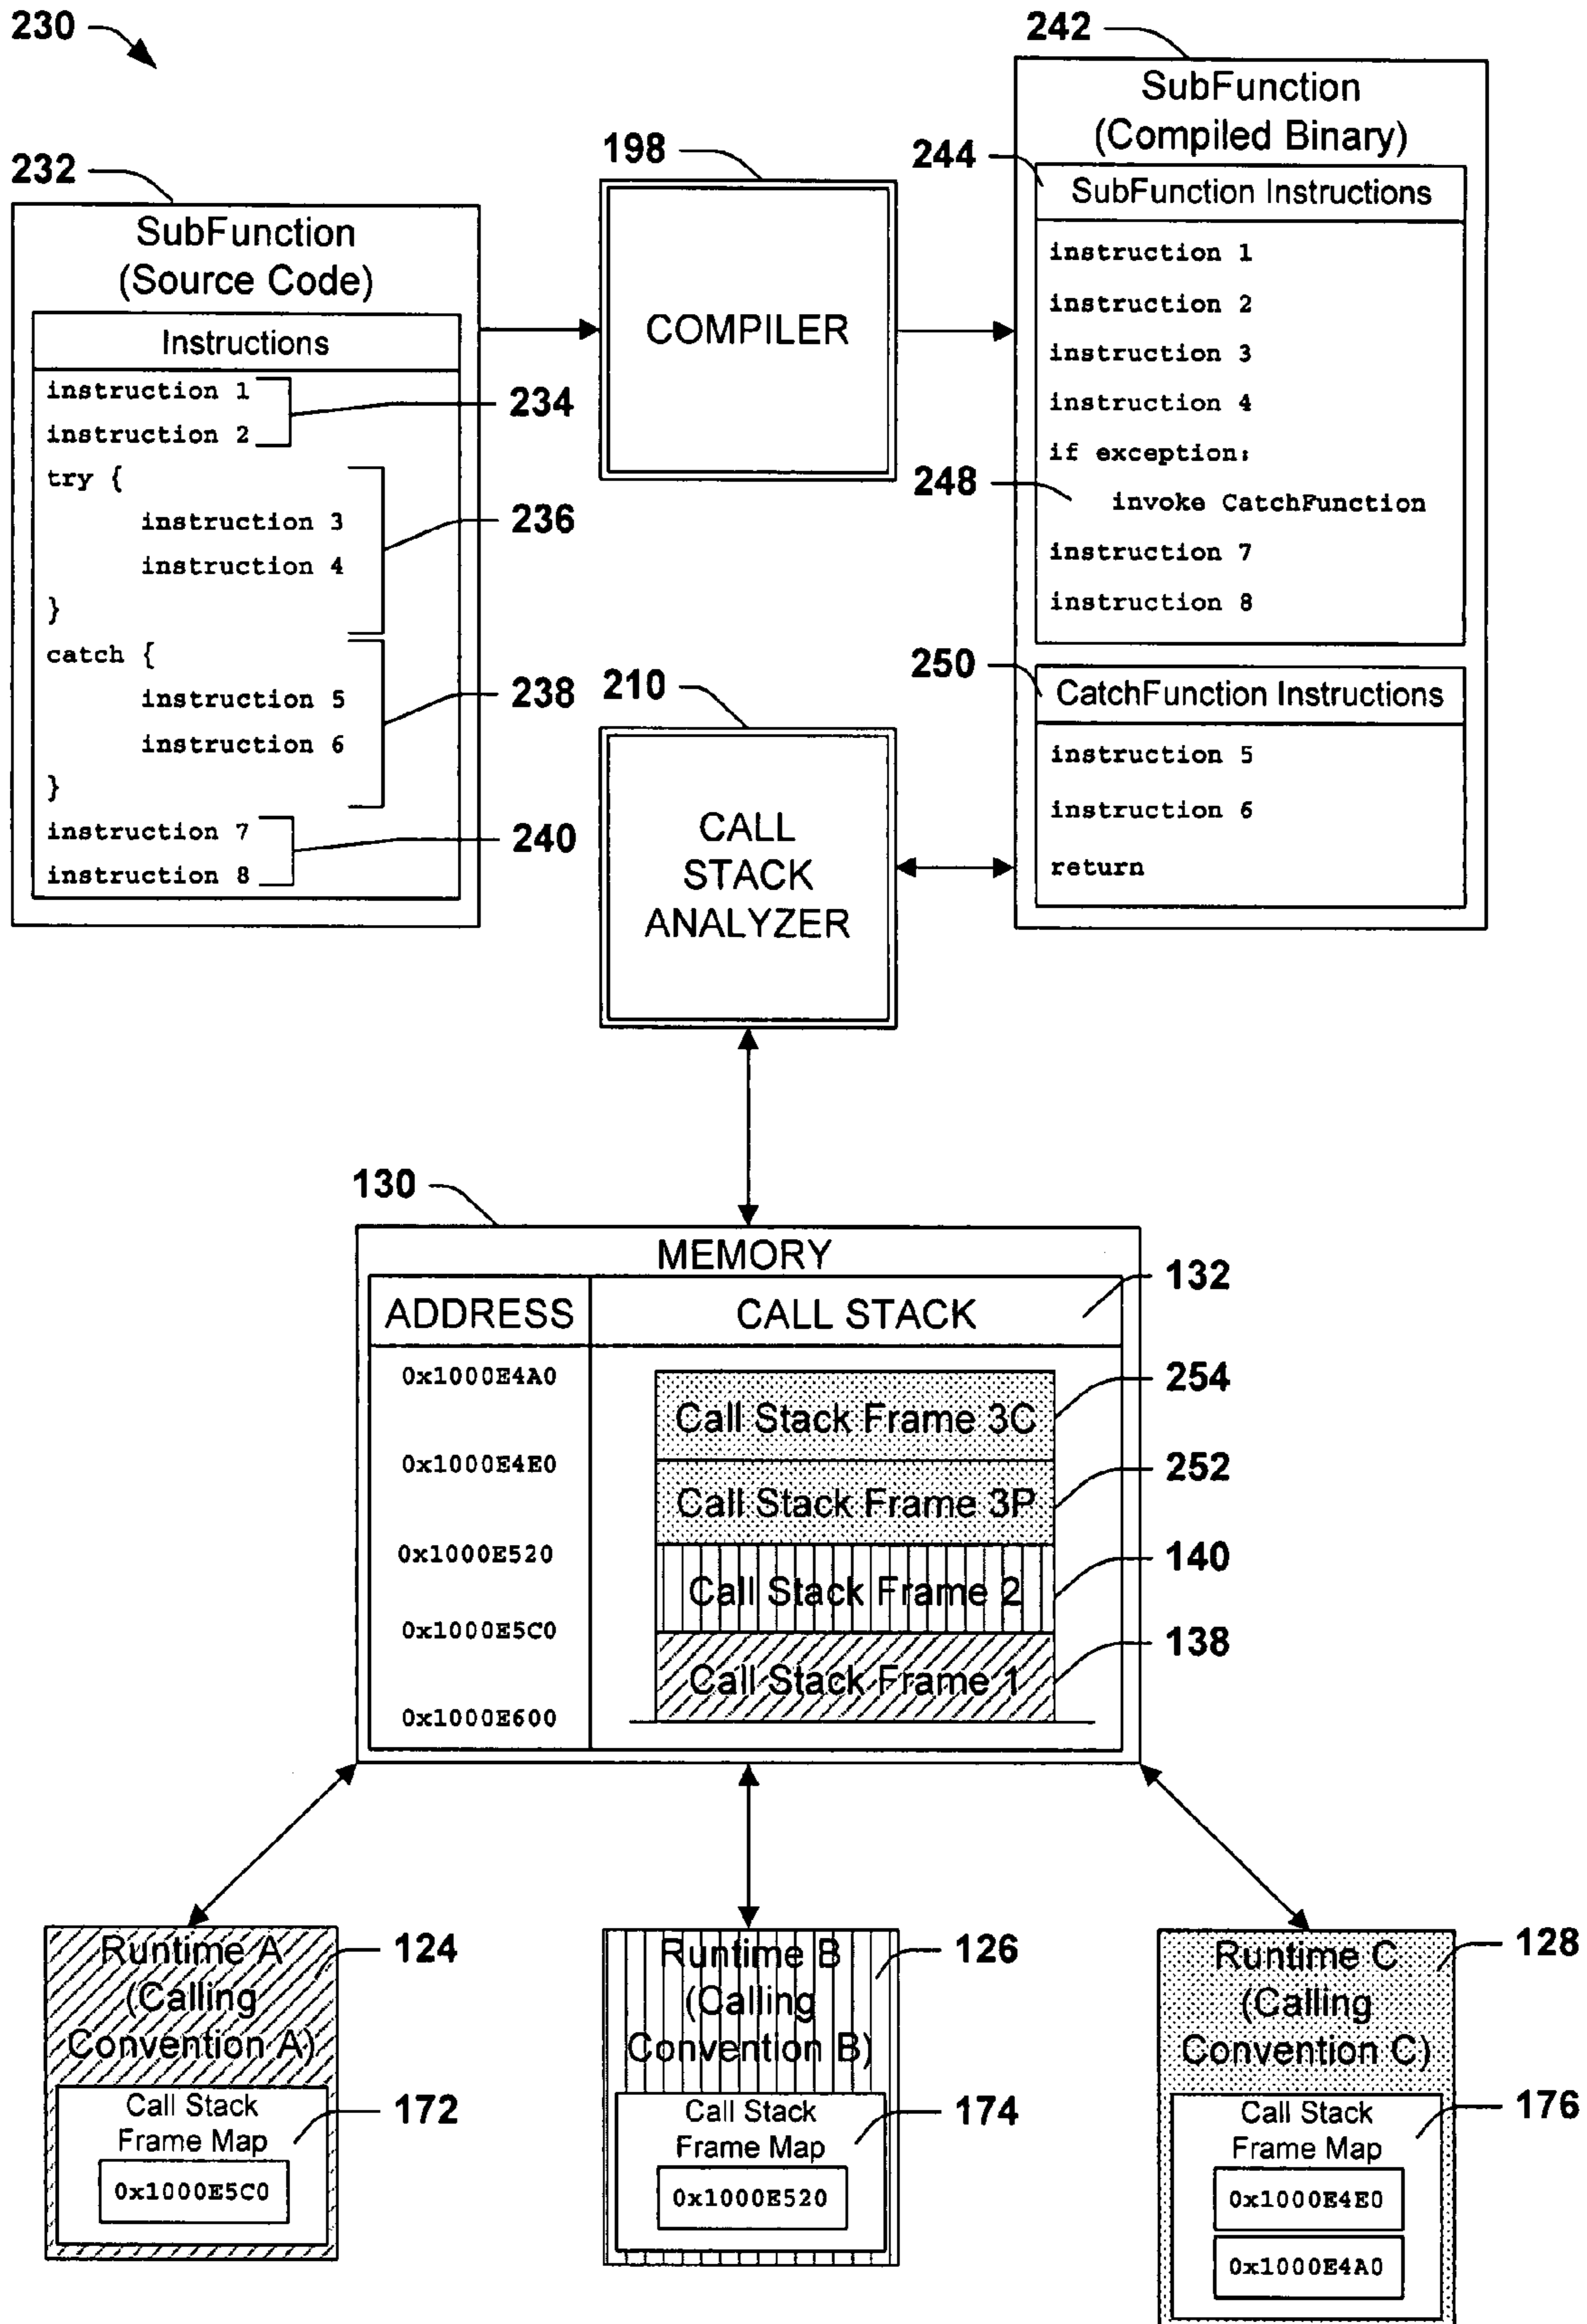 230
242
SubFunction
(Compiled Binary)
198
244
SubFunction Instructions
232
SubFunction
(Source Code)
instruction 1
instruction 2
COMPILER
Instructions
instruction 3
instruction 1
234
instruction 4
instruction 2
if exception:
try {
248
invoke CatchFunction
instruction 3
236
instruction 7
instruction 4
}
instruction 8
catch {
250
CatchFunction Instructions
instruction 5
238
210
instruction 6
instruction 5
}
instruction 6
instruction 7
240
CALL
STACK
ANALYZER
return
instruction 8
130
MEMORY
132
ADDRESS
CALL STACK
0x1000E4A0
Call Stack Frame 3C
254
0x1000E4E0
Call Stack Frame 3P
252
0x1000E520
Call Stack Frame 2
140
0x1000E5C0
Call Stack Frame 1
138
0x1000E600
Runtime A
(Calling
Convention A)
124
Call Stack
Frame Map
172
0x1000E5C0
Runtime B
(Calling
Convention B)
126
Call Stack
Frame Map
174
0x1000E520
Runtime C
(Calling
Convention C)
128
Call Stack
Frame Map
176
0x1000E4E0
0x1000E4A0